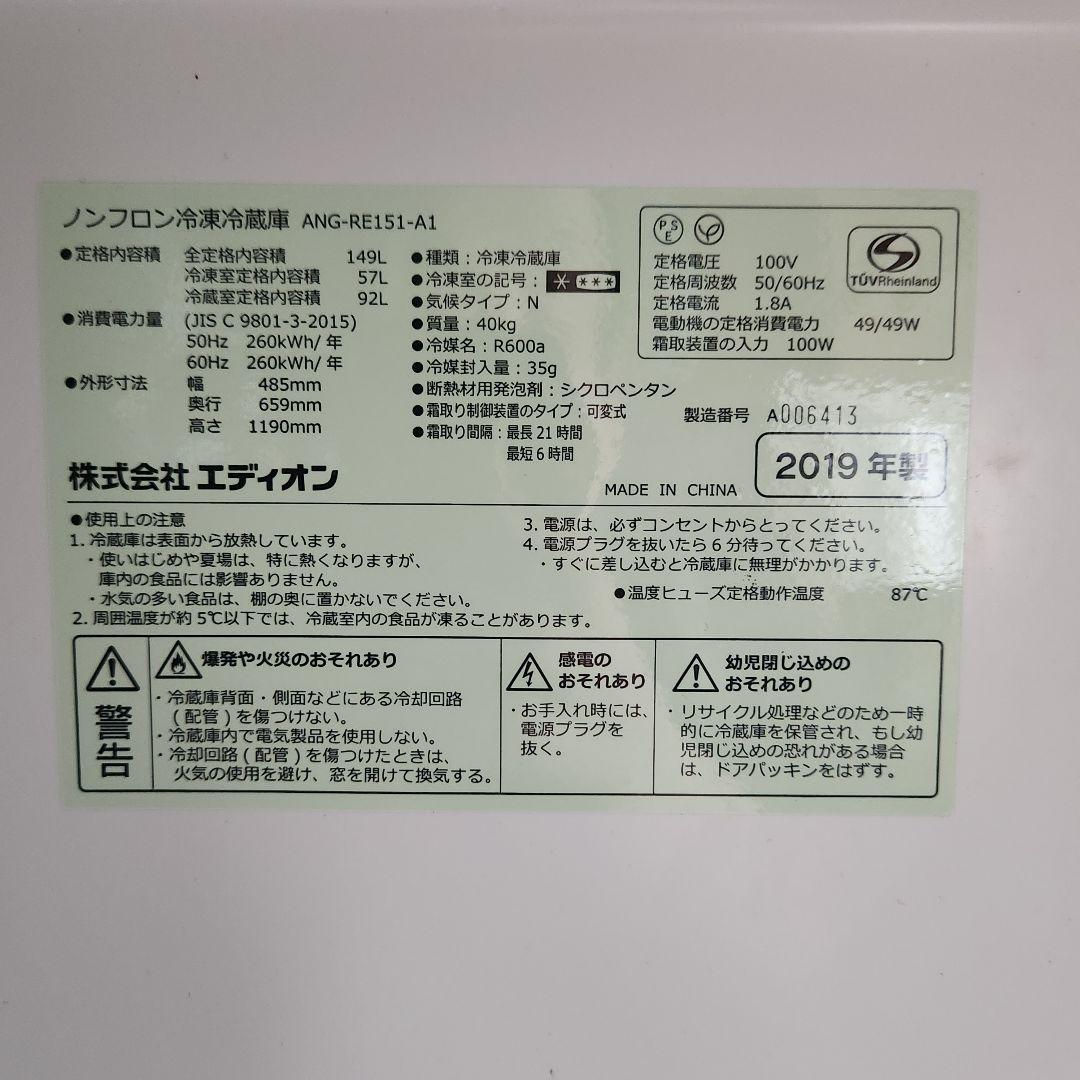 ノンフロン冷凍冷蔵庫 ANG-RE151-A1
●定格内容積 全定格内容積 149L
冷凍室定格内容積 57L
冷蔵室定格内容積 92L
●消費電力量 (JIS C 9801-3-2015)
50Hz 260kWh/年
60Hz 260kWh/年
●外形寸法 幅 485mm
奥行 659mm
高さ 1190mm
●種類：冷凍冷蔵庫
●冷凍室の記号：
●気候タイプ：N
●質量：40kg
●冷媒名：R600a
●冷媒封入量：35g
●断熱材用発泡剤：シクロペンタン
●霜取り制御装置のタイプ：可変式
●霜取り間隔：最長21時間
最短6時間
PSE
定格電圧 100V
定格周波数 50/60Hz
定格電流 1.8A
電動機の定格消費電力 49/49W
霜取装置の入力 100W
TÜVRheinland
製造番号 A006413
株式会社 エディオン
MADE IN CHINA
2019年製
●使用上の注意
1. 冷蔵庫は表面から放熱しています。
・使いはじめや夏場は、特に熱くなりますが、
庫内の食品には影響ありません。
・水気の多い食品は、棚の奥に置かないでください。
2. 周囲温度が約5℃以下では、冷蔵室内の食品が凍ることがあります。
3. 電源は、必ずコンセントからとってください。
4. 電源プラグを抜いたら6分待ってください。
・すぐに差し込むと冷蔵庫に無理がかかります。
●温度ヒューズ定格動作温度 87℃
警告
爆発や火災のおそれあり
・冷蔵庫背面・側面などにある冷却回路
(配管)を傷つけない。
・冷蔵庫内で電気製品を使用しない。
・冷却回路(配管)を傷つけたときは、
火気の使用を避け、窓を開けて換気する。
感電の
おそれあり
・お手入れ時には、
電源プラグを
抜く。
幼児閉じ込めの
おそれあり
・リサイクル処理などのため一時
的に冷蔵庫を保管され、もし幼
児閉じ込めの恐れがある場合
は、ドアパッキンをはずす。